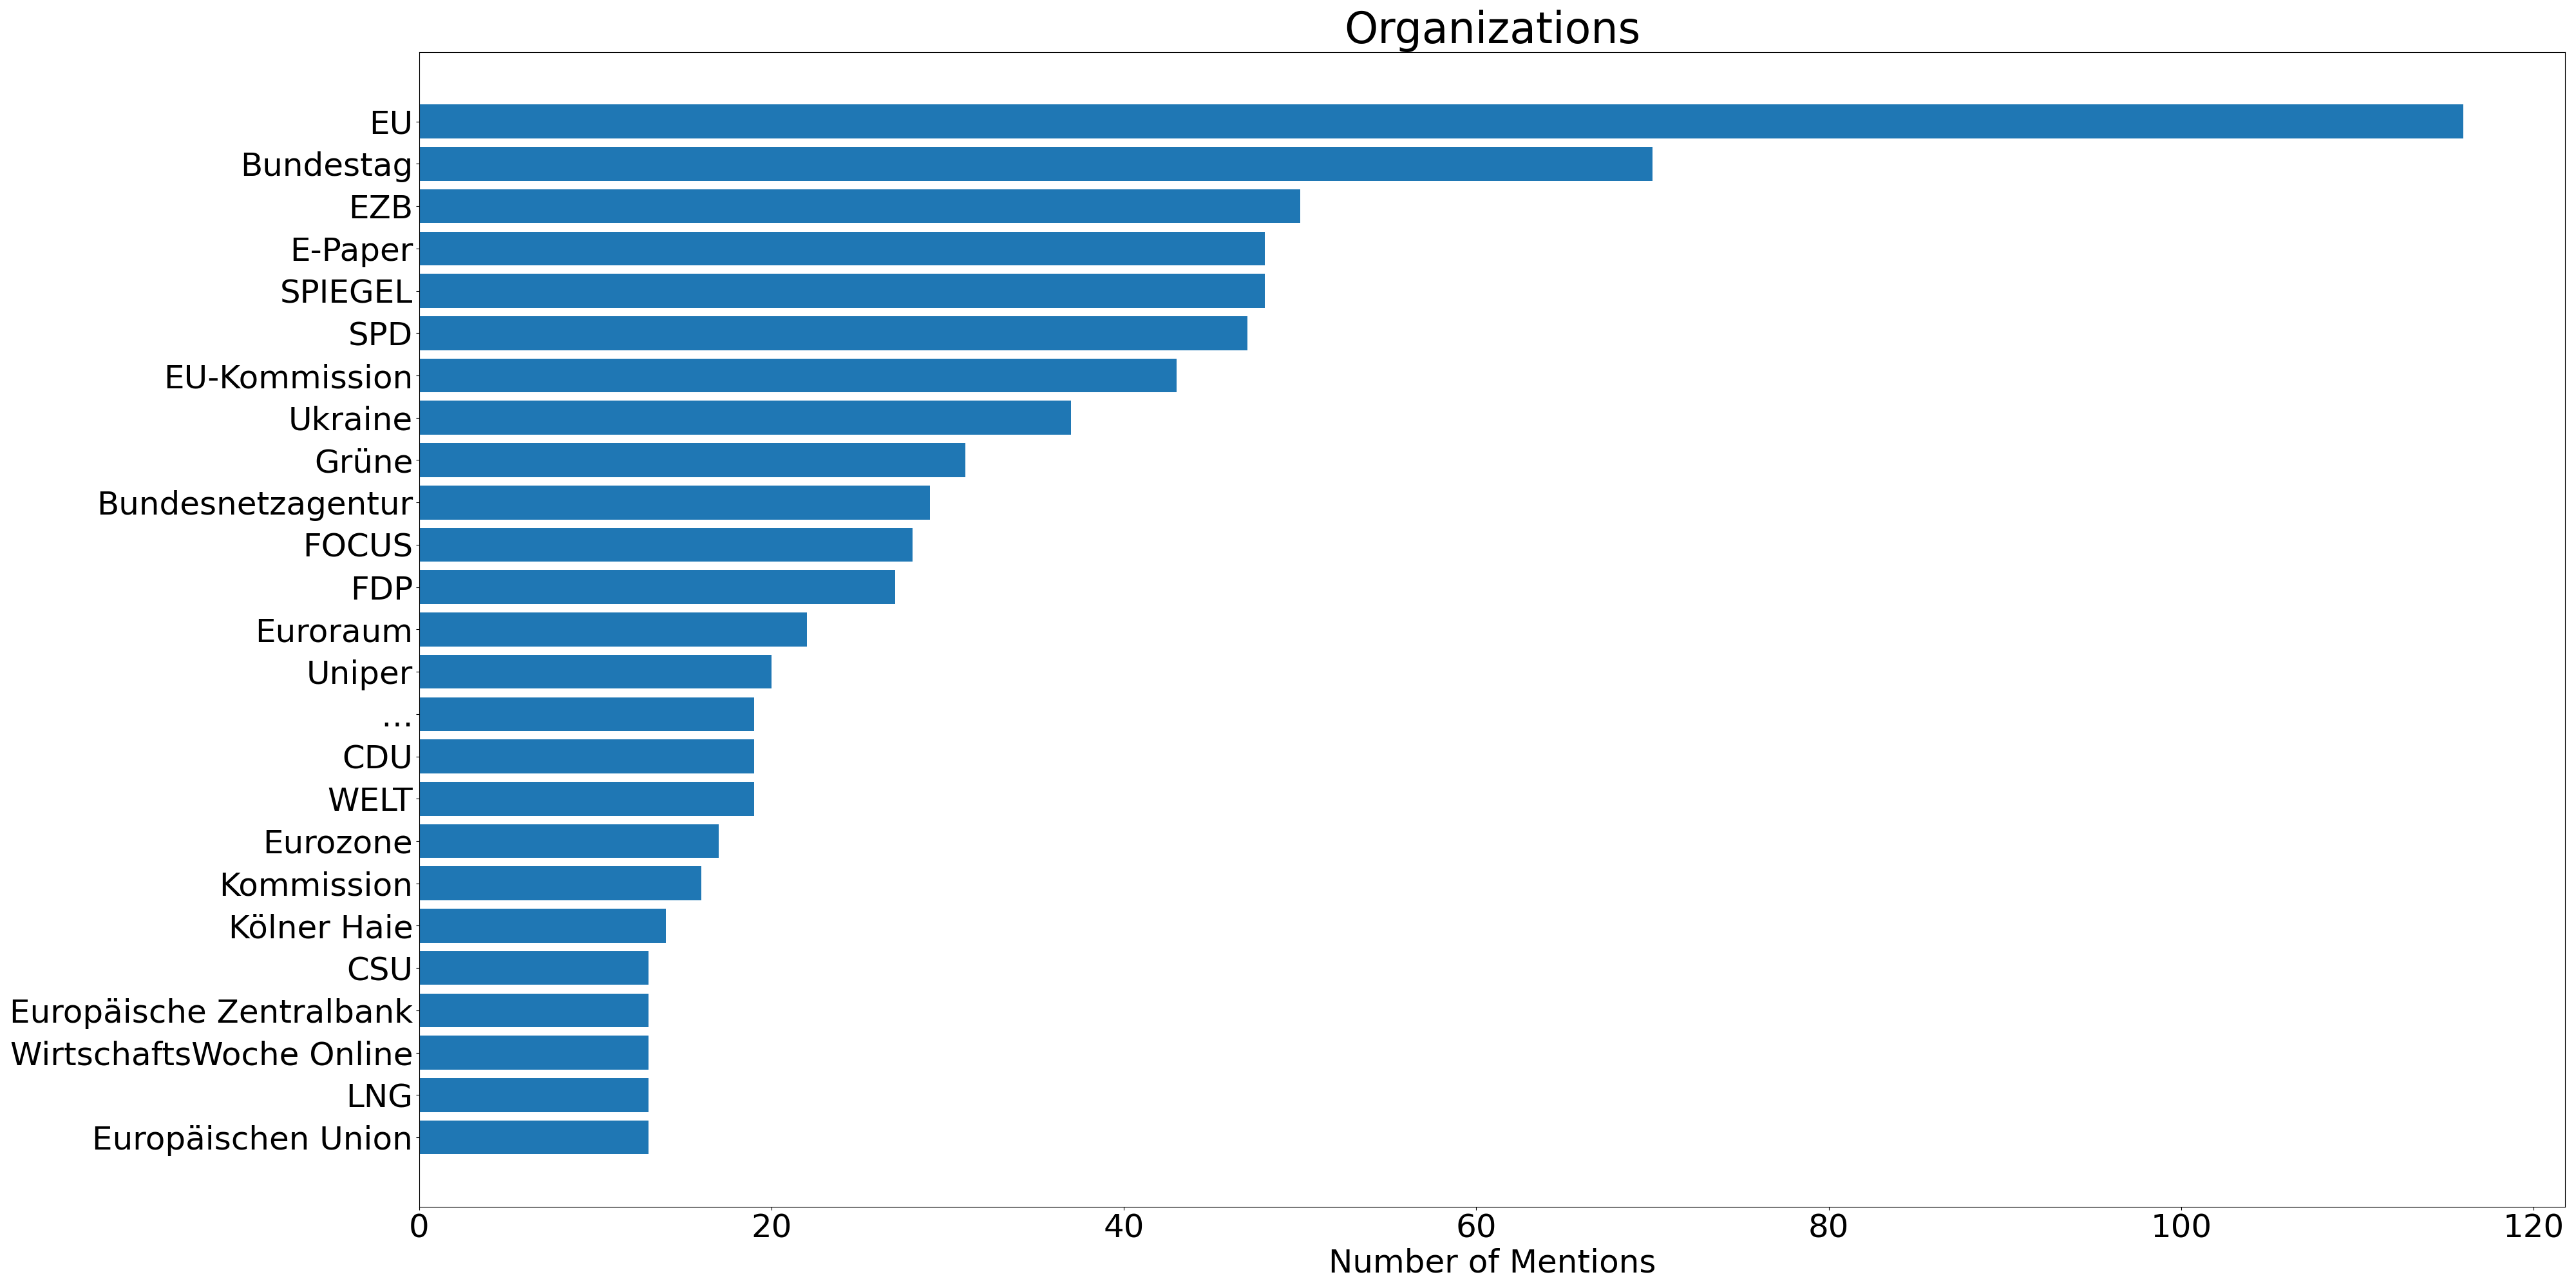 Organizations
EU
Bundestag
EZB
E-Paper
SPIEGEL
SPD
EU-Kommission
Ukraine
Grüne
Bundesnetzagentur
FOCUS
FDP
Euroraum
Uniper
...
CDU
WELT
Eurozone
Kommission
Kölner Haie
CSU
Europäische Zentralbank
WirtschaftsWoche Online
LNG
Europäischen Union
0 20 40 60 80 100 120
Number of Mentions